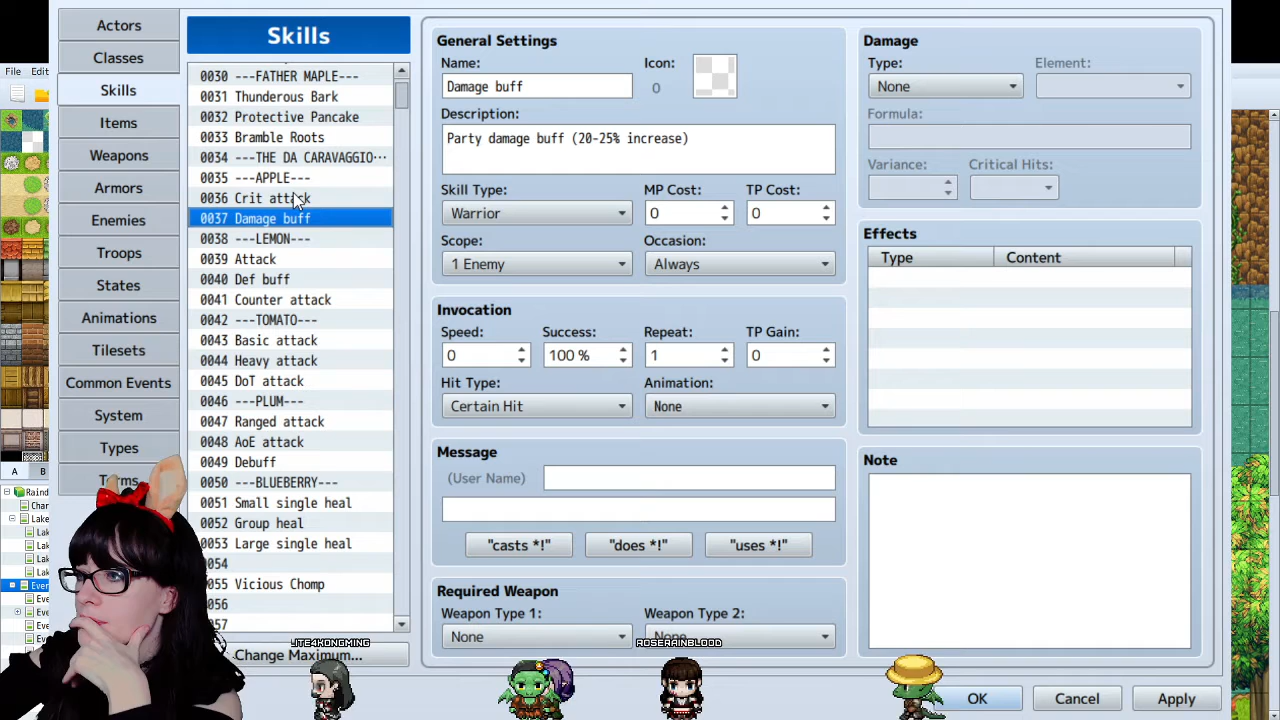 Actors
Classes
Skills
Items
Weapons
Armors
Enemies
Troops
States
Animations
Tilesets
Common Events
System
Types
Terms
File Edit
A B
Skills
0030 ---FATHER MAPLE---
0031 Thunderous Bark
0032 Protective Pancake
0033 Bramble Roots
0034 ---THE DA CARAVAGGIO…
0035 ---APPLE---
0036 Crit attack
0037 Damage buff
0038 ---LEMON---
0039 Attack
0040 Def buff
0041 Counter attack
0042 ---TOMATO---
0043 Basic attack
0044 Heavy attack
0045 DoT attack
0046 ---PLUM---
0047 Ranged attack
0048 AoE attack
0049 Debuff
0050 ---BLUEBERRY---
0051 Small single heal
0052 Group heal
0053 Large single heal
0054
0055 Vicious Chomp
Change Maximum...
General Settings
Name: Icon:
Damage buff
0
Description:
Party damage buff (20-25% increase)
Skill Type: MP Cost: TP Cost:
Warrior 0 0
Scope: Occasion:
1 Enemy Always
Invocation
Speed: Success: Repeat: TP Gain:
0 100 % 1 0
Hit Type: Animation:
Certain Hit None
Message
(User Name)
"casts *!" "does *!" "uses *!"
Required Weapon
Weapon Type 1: Weapon Type 2:
None None
Damage
Type: Element:
None
Formula:
Variance: Critical Hits:
Effects
Type Content
Note
LITE4KONGMING
ROSERAINBLOOD
OK Cancel Apply